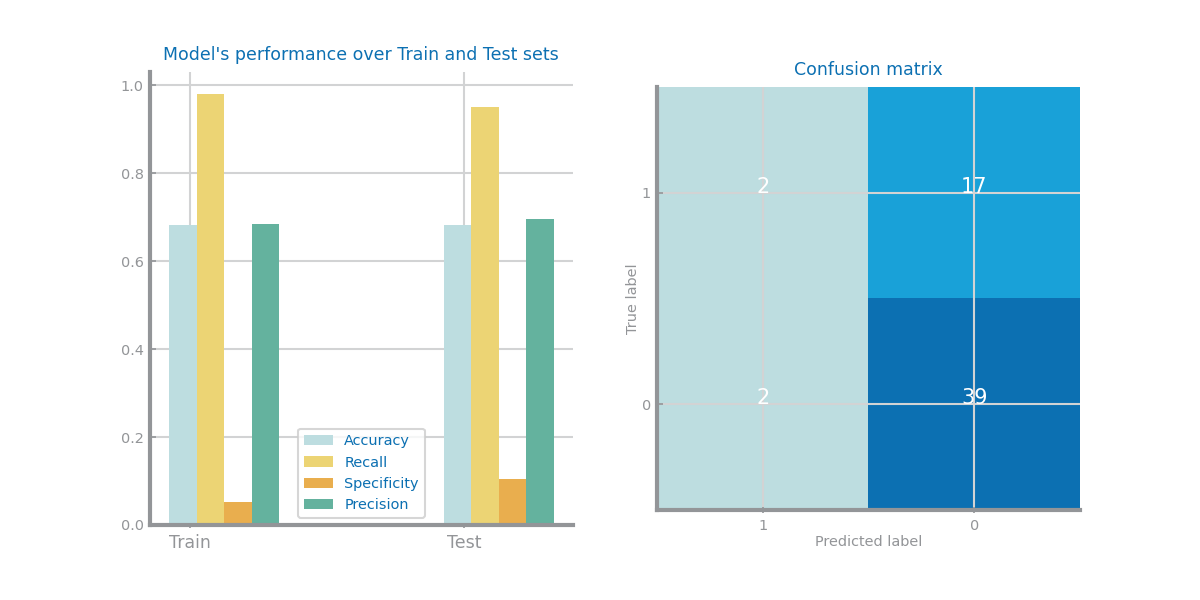 Model's performance over Train and Test sets
1.0
0.8
0.6
0.4
0.2
0.0
Train
Test
Accuracy
Recall
Specificity
Precision
Confusion matrix
True label
1
0
2
17
2
39
1
0
Predicted label